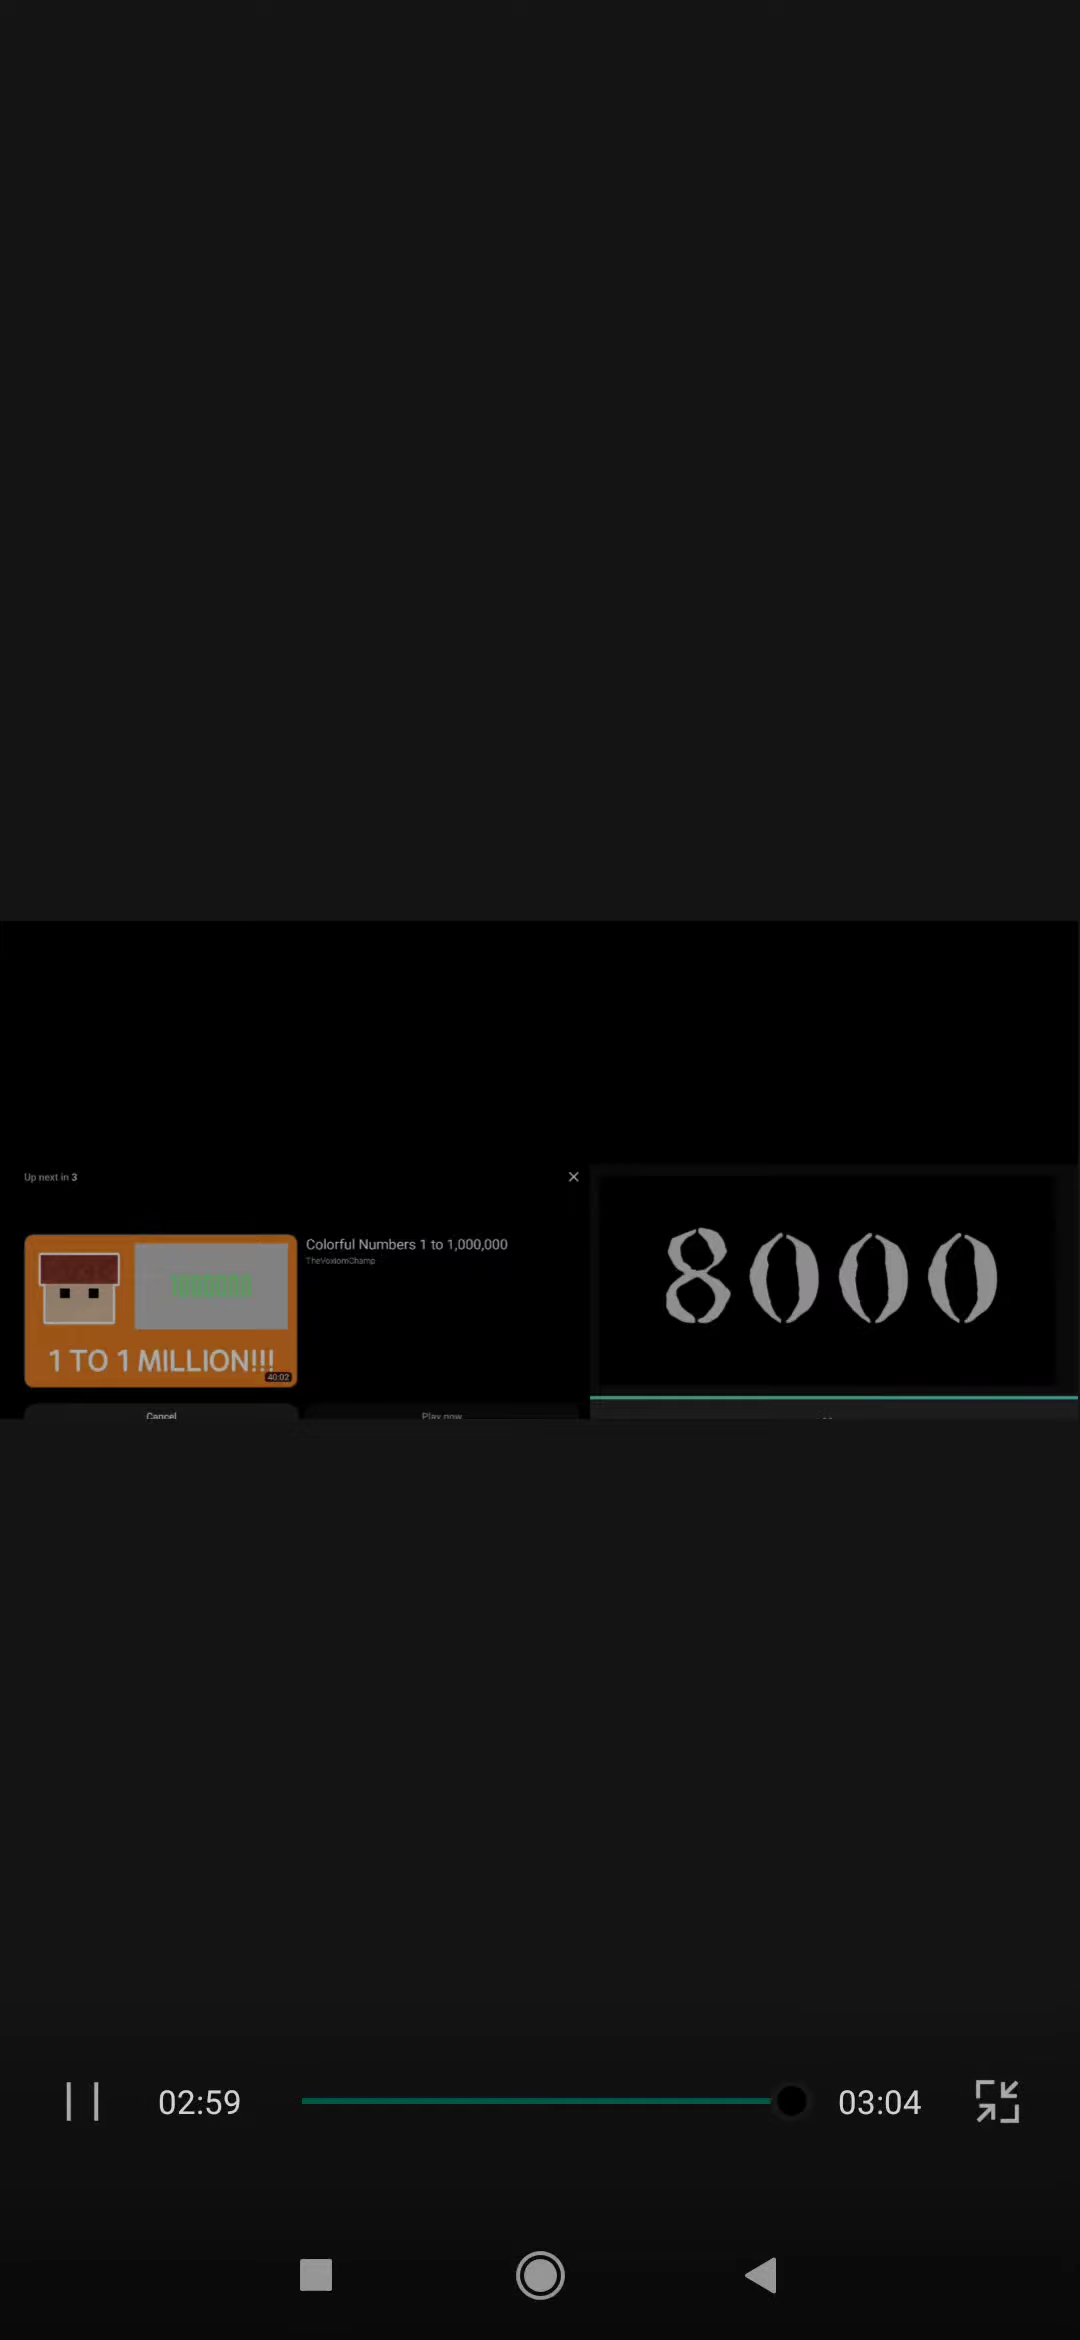 Up next in 3
Colorful Numbers 1 to 1,000,000
TheVoxiomChamp
1 TO 1 MILLION!!!
40:02
Cancel
Play now
8000
02:59
03:04